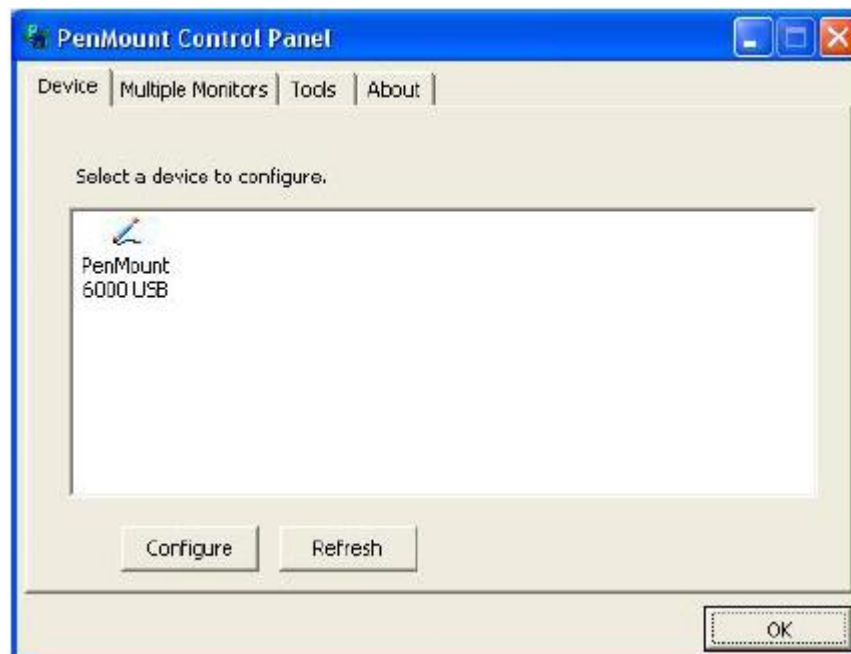 PenMount Control Panel
Device Multiple Monitors Tools About
Select a device to configure.
PenMount
6000 USB
Configure Refresh
OK